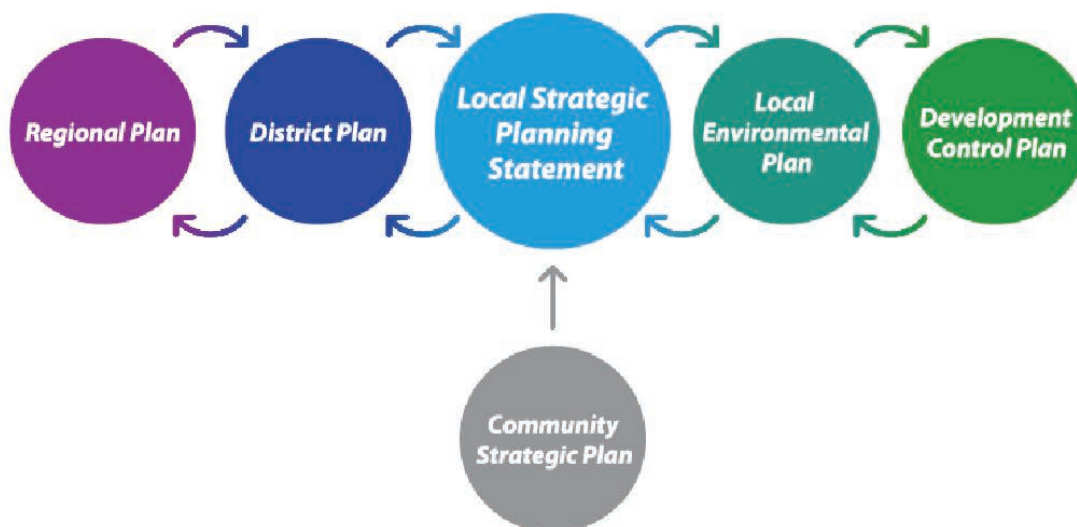 Regional Plan
District Plan
Local Strategic
Planning
Statement
Local
Environmental
Plan
Development
Control Plan
Community
Strategic Plan